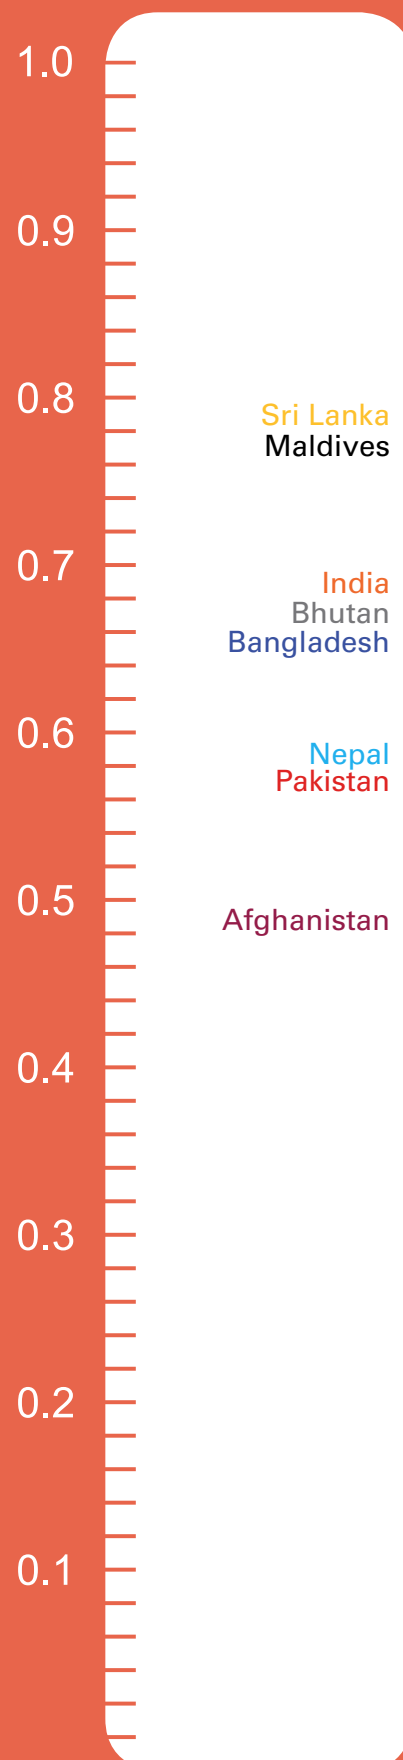 1.0
0.9
0.8
Sri Lanka
Maldives
0.7
India
Bhutan
Bangladesh
0.6
Nepal
Pakistan
0.5
Afghanistan
0.4
0.3
0.2
0.1